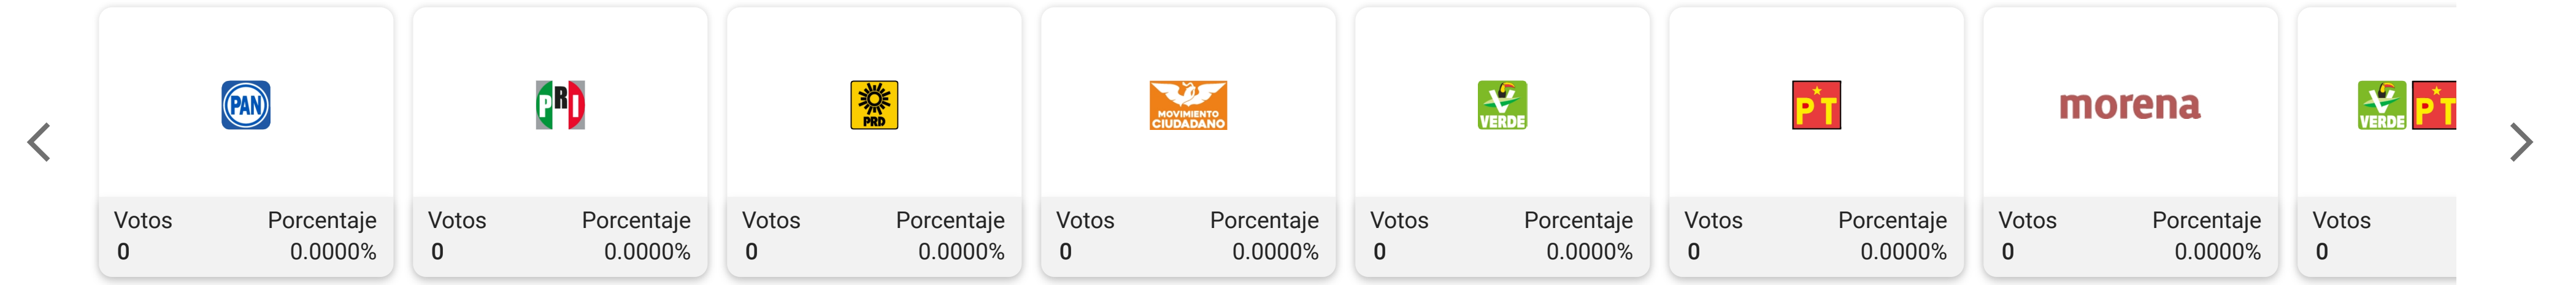 PAN
PRI
PRD
MOVIMIENTO
CIUDADANO
VERDE
PT
morena
VERDE PT
Votos Porcentaje
0 0.0000%
Votos Porcentaje
0 0.0000%
Votos Porcentaje
0 0.0000%
Votos Porcentaje
0 0.0000%
Votos Porcentaje
0 0.0000%
Votos Porcentaje
0 0.0000%
Votos Porcentaje
0 0.0000%
Votos
0